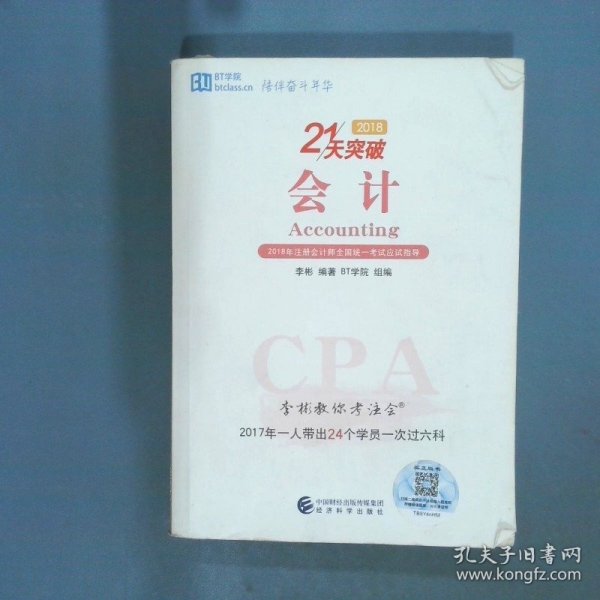 BT学院
btclass.cn 陪伴奋斗年华
21天突破 2018
会计
Accounting
2018年注册会计师全国统一考试应试指导
李彬 编著 BT学院 组编
CPA
李彬教你考注会®
2017年一人带出24个学员一次过六科
中国财经出版传媒集团
经济科学出版社
孔夫子旧书网
www.kongfz.com